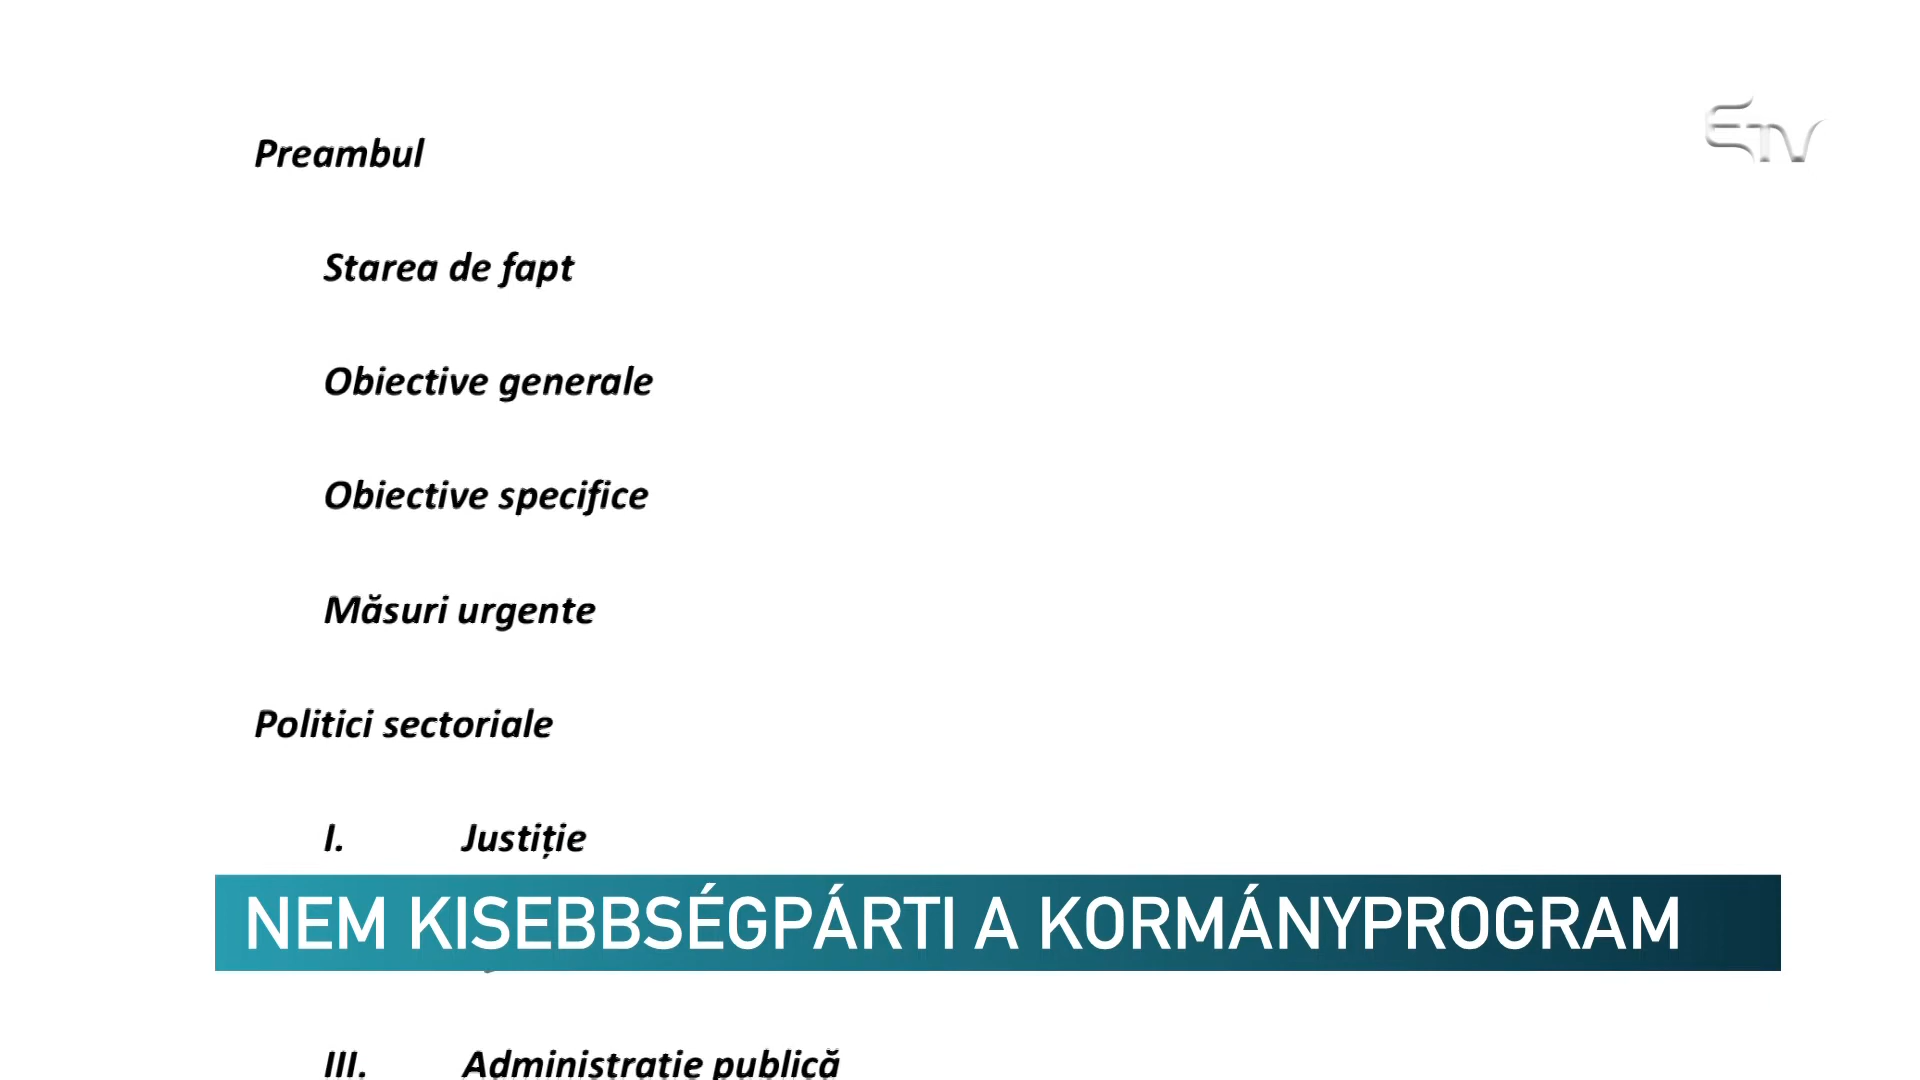 Preambul
ETV
Starea de fapt
Obiective generale
Obiective specifice
Măsuri urgente
Politici sectoriale
I. Justiție
NEM KISEBBSÉGPÁRTI A KORMÁNYPROGRAM
III. Administrație publică